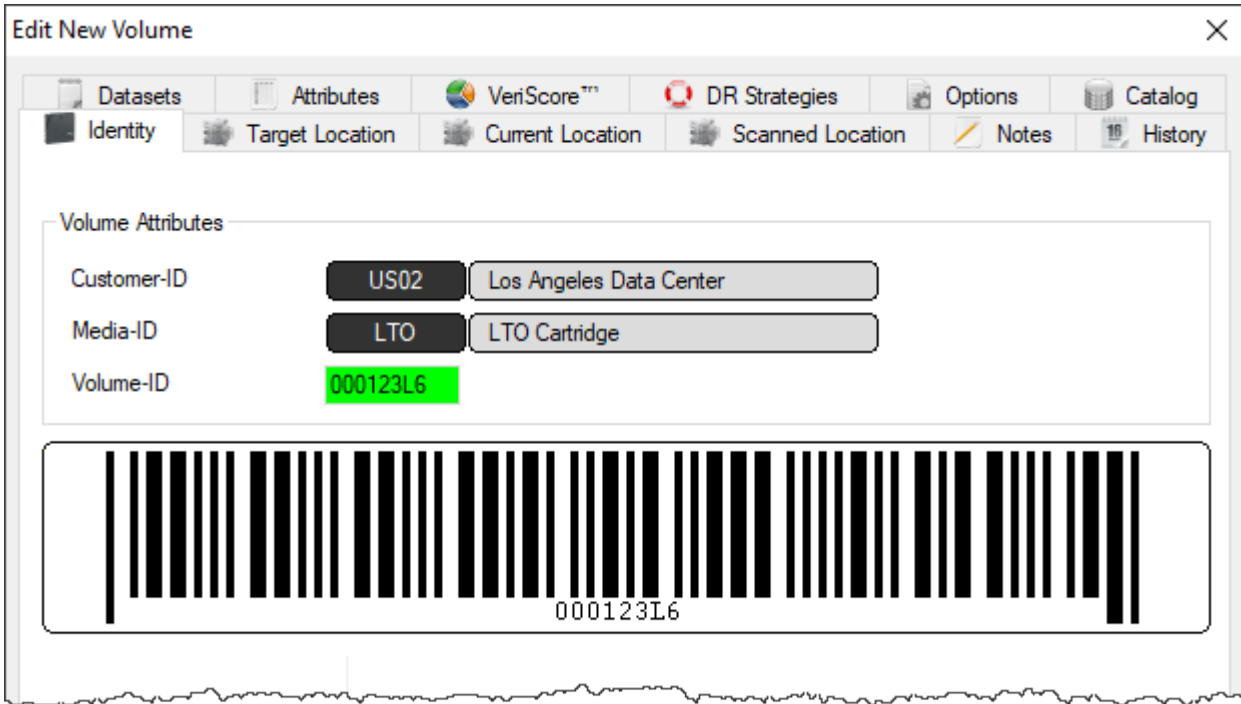 Edit New Volume
Datasets Attributes VeriScore™ DR Strategies Options Catalog
Identity Target Location Current Location Scanned Location Notes 16 History
Volume Attributes
Customer-ID US02 Los Angeles Data Center
Media-ID LTO LTO Cartridge
Volume-ID 000123L6
000123L6